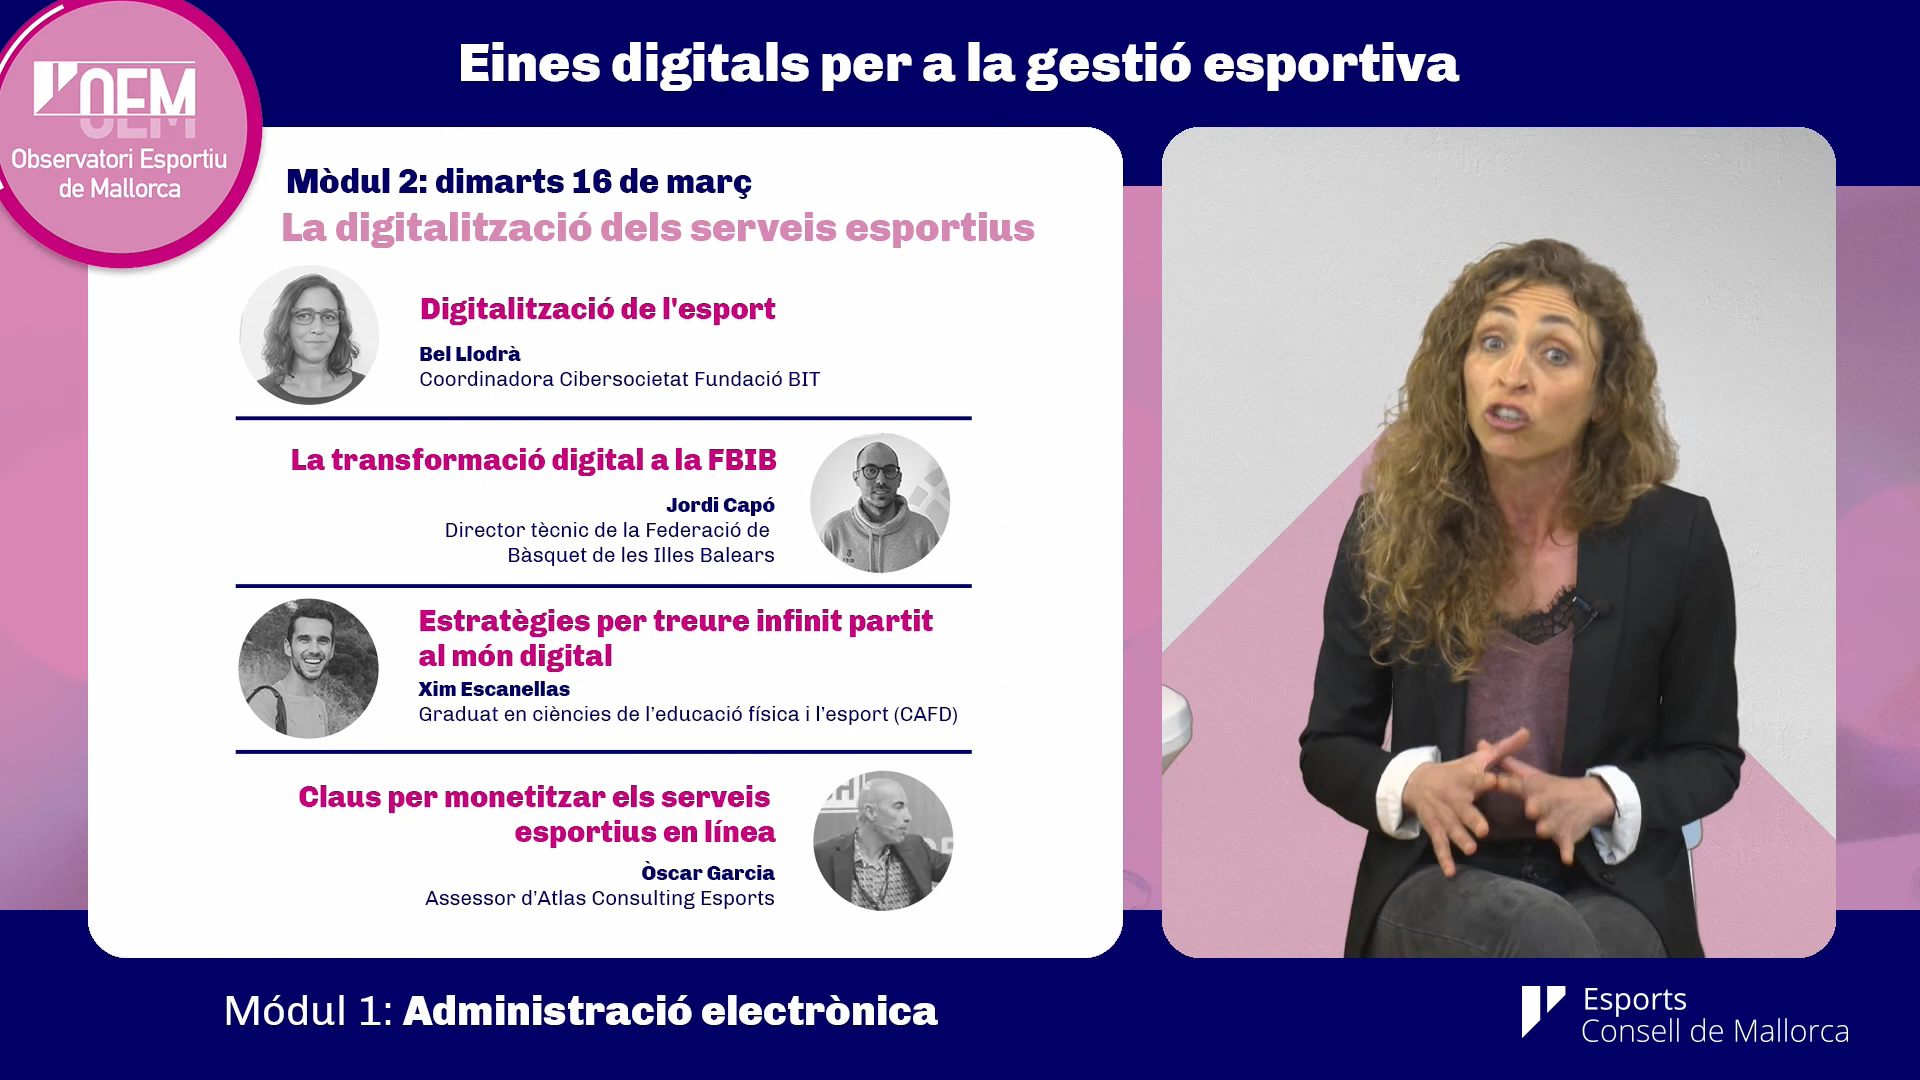 Eines digitals per a la gestió esportiva
L'OEM
Observatori Esportiu
de Mallorca
Mòdul 2: dimarts 16 de març
La digitalització dels serveis esportius
Digitalització de l'esport
Bel Llodrà
Coordinadora Cibersocietat Fundació BIT
La transformació digital a la FBIB
Jordi Capó
Director tècnic de la Federació de
Bàsquet de les Illes Balears
Estratègies per treure infinit partit
al món digital
Xim Escanellas
Graduat en ciències de l’educació física i l’esport (CAFD)
Claus per monetitzar els serveis
esportius en línea
Òscar Garcia
Assessor d’Atlas Consulting Esports
Módul 1: Administració electrònica
Esports
Consell de Mallorca